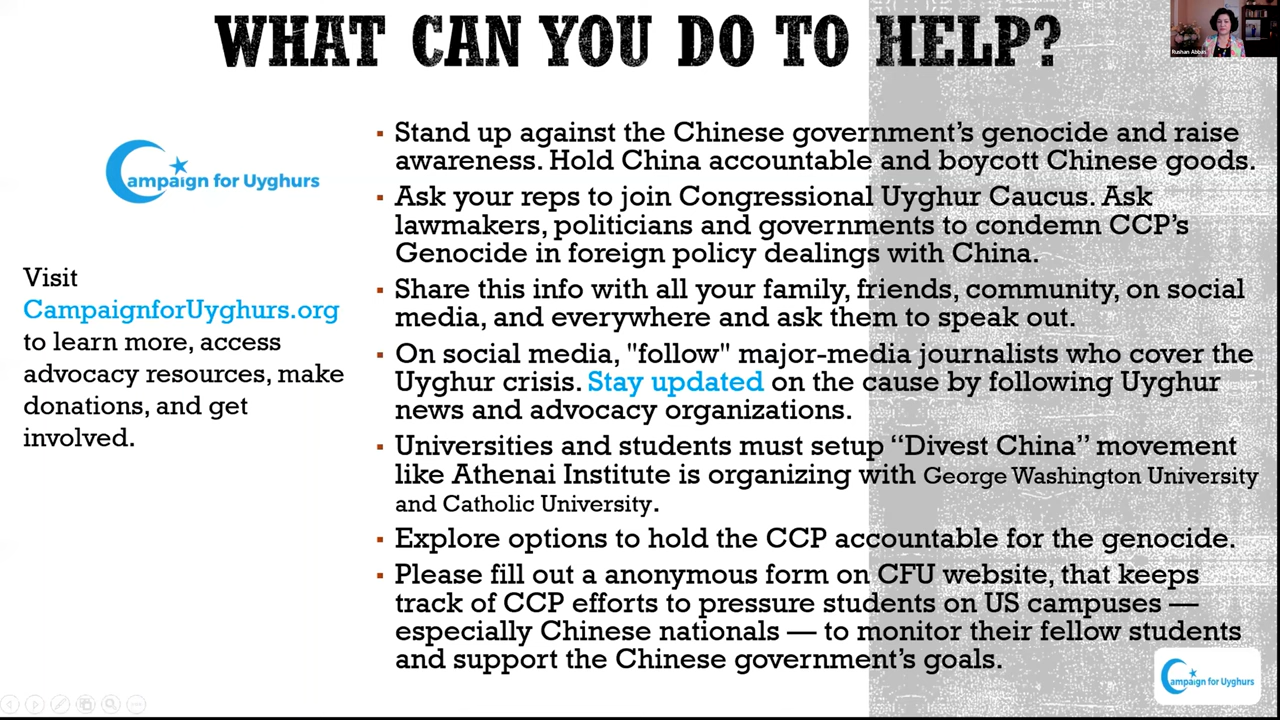 WHAT CAN YOU DO TO HELP?
Rushan Abbas
Campaign for Uyghurs
Visit
CampaignforUyghurs.org
to learn more, access
advocacy resources, make
donations, and get
involved.
▪ Stand up against the Chinese government's genocide and raise
awareness. Hold China accountable and boycott Chinese goods.
▪ Ask your reps to join Congressional Uyghur Caucus. Ask
lawmakers, politicians and governments to condemn CCP's
Genocide in foreign policy dealings with China.
▪ Share this info with all your family, friends, community, on social
media, and everywhere and ask them to speak out.
▪ On social media, "follow" major-media journalists who cover the
Uyghur crisis. Stay updated on the cause by following Uyghur
news and advocacy organizations.
▪ Universities and students must setup “Divest China” movement
like Athenai Institute is organizing with George Washington University
and Catholic University.
▪ Explore options to hold the CCP accountable for the genocide.
▪ Please fill out a anonymous form on CFU website, that keeps
track of CCP efforts to pressure students on US campuses —
especially Chinese nationals — to monitor their fellow students
and support the Chinese government's goals.
Campaign for Uyghurs